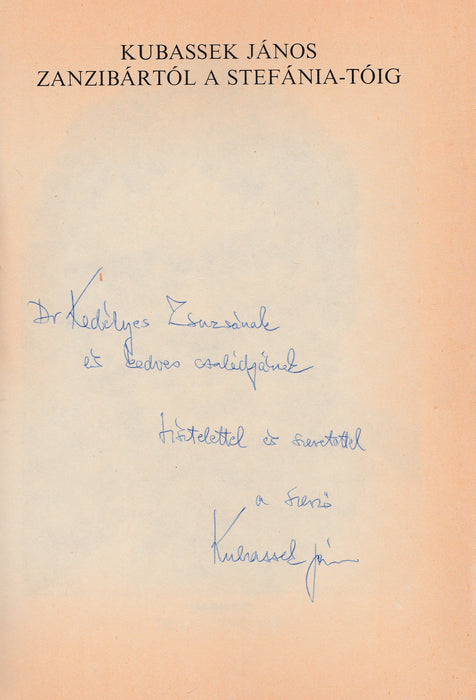 KUBASSEK JÁNOS
ZANZIBÁRTÓL A STEFÁNIA-TÓIG
Dr Kedélyes Zsuzsának
és kedves családjának
tisztelettel és szeretettel
a szerző
Kubassek János